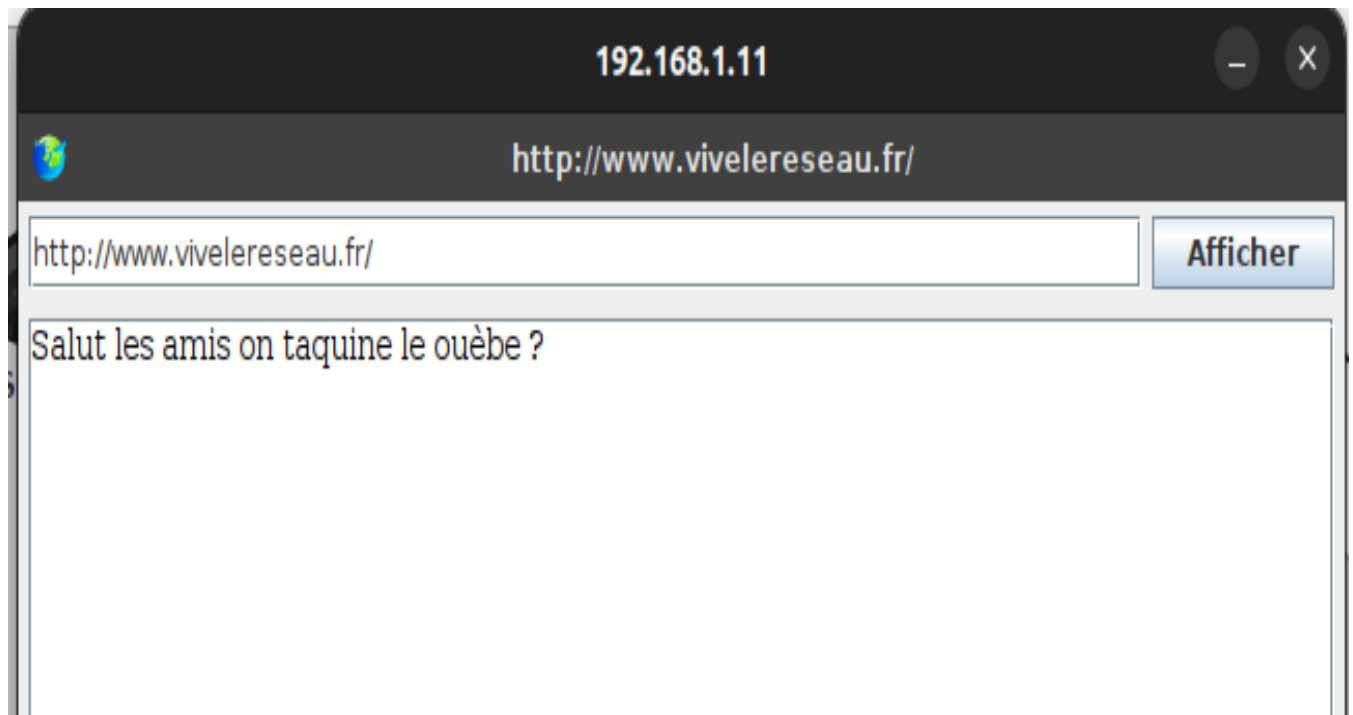 192.168.1.11
http://www.vivelereseau.fr/
http://www.vivelereseau.fr/ Afficher
Salut les amis on taquine le ouèbe ?